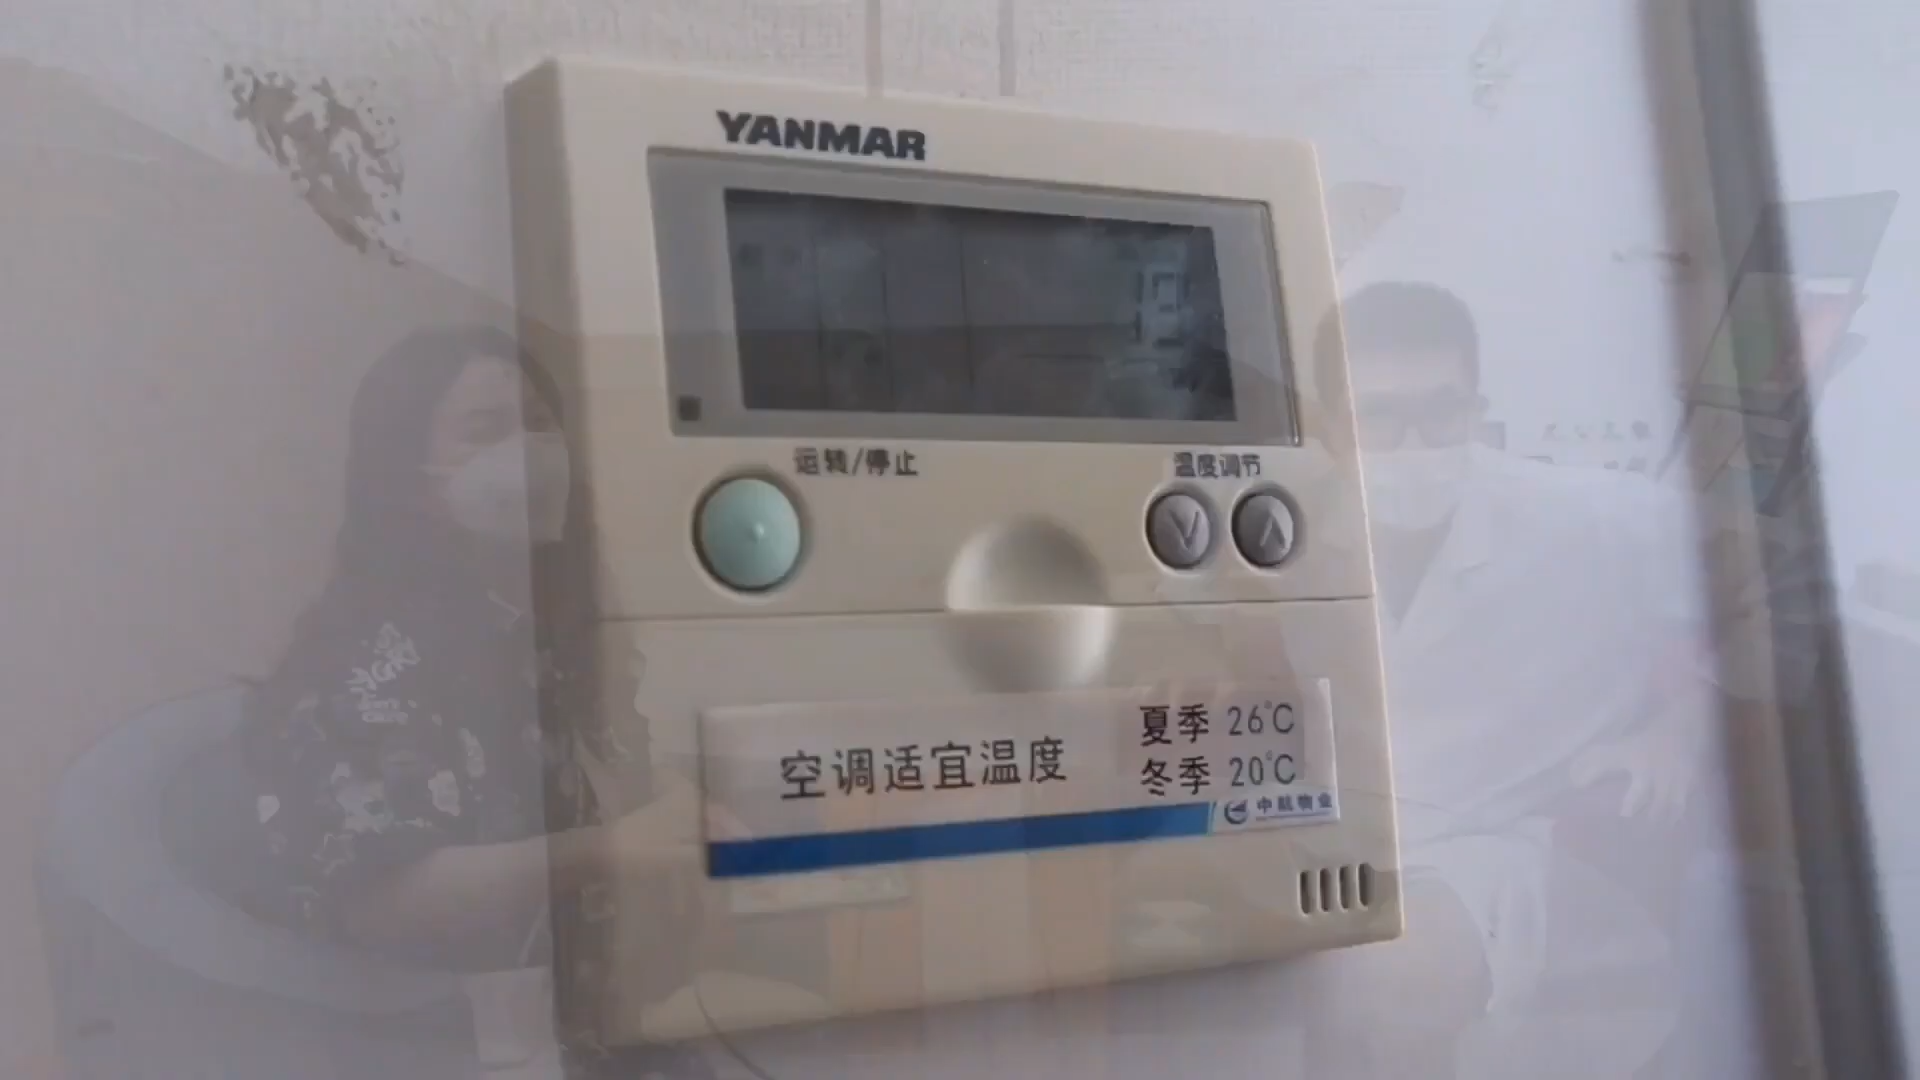 YANMAR
运转/停止
温度调节
空调适宜温度
夏季 26℃
冬季 20℃
中航物业